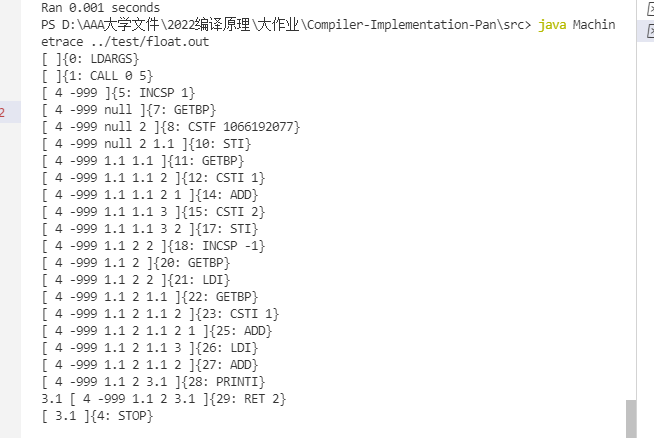 Ran 0.001 seconds
PS D:\AAA大学文件\2022编译原理\大作业\Compiler-Implementation-Pan\src> java Machin
etrace ../test/float.out
[ ]{0: LDARGS}
[ ]{1: CALL 0 5}
[ 4 -999 ]{5: INCSP 1}
[ 4 -999 null ]{7: GETBP}
[ 4 -999 null 2 ]{8: CSTF 1066192077}
[ 4 -999 null 2 1.1 ]{10: STI}
[ 4 -999 1.1 1.1 ]{11: GETBP}
[ 4 -999 1.1 1.1 2 ]{12: CSTI 1}
[ 4 -999 1.1 1.1 2 1 ]{14: ADD}
[ 4 -999 1.1 1.1 3 ]{15: CSTI 2}
[ 4 -999 1.1 1.1 3 2 ]{17: STI}
[ 4 -999 1.1 2 2 ]{18: INCSP -1}
[ 4 -999 1.1 2 ]{20: GETBP}
[ 4 -999 1.1 2 2 ]{21: LDI}
[ 4 -999 1.1 2 1.1 ]{22: GETBP}
[ 4 -999 1.1 2 1.1 2 ]{23: CSTI 1}
[ 4 -999 1.1 2 1.1 2 1 ]{25: ADD}
[ 4 -999 1.1 2 1.1 3 ]{26: LDI}
[ 4 -999 1.1 2 1.1 2 ]{27: ADD}
[ 4 -999 1.1 2 3.1 ]{28: PRINTI}
3.1 [ 4 -999 1.1 2 3.1 ]{29: RET 2}
[ 3.1 ]{4: STOP}
2